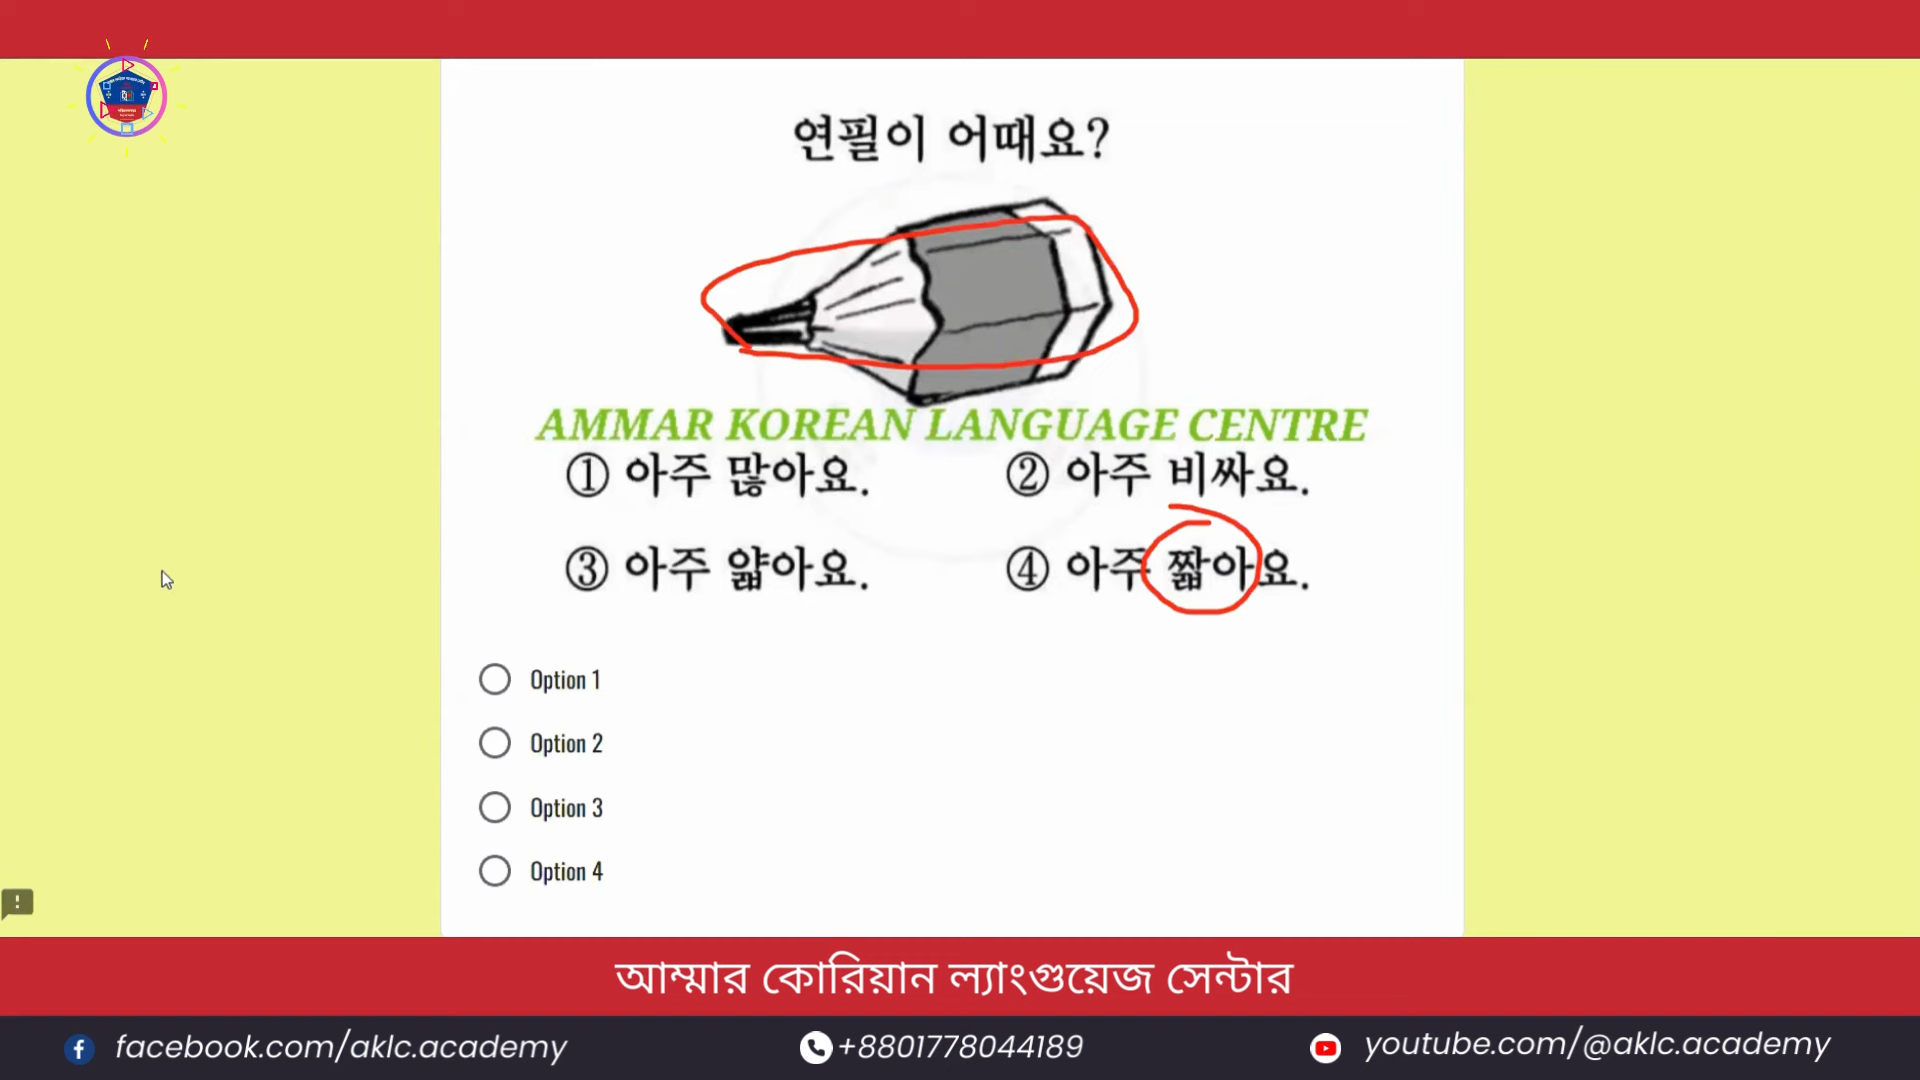 연필이 어때요?
AMMAR KOREAN LANGUAGE CENTRE
① 아주 많아요. ② 아주 비싸요.
③ 아주 얇아요. ④ 아주 짧아요.
Option 1
Option 2
Option 3
Option 4
আম্মার কোরিয়ান ল্যাংগুয়েজ সেন্টার
facebook.com/aklc.academy +8801778044189 youtube.com/@aklc.academy